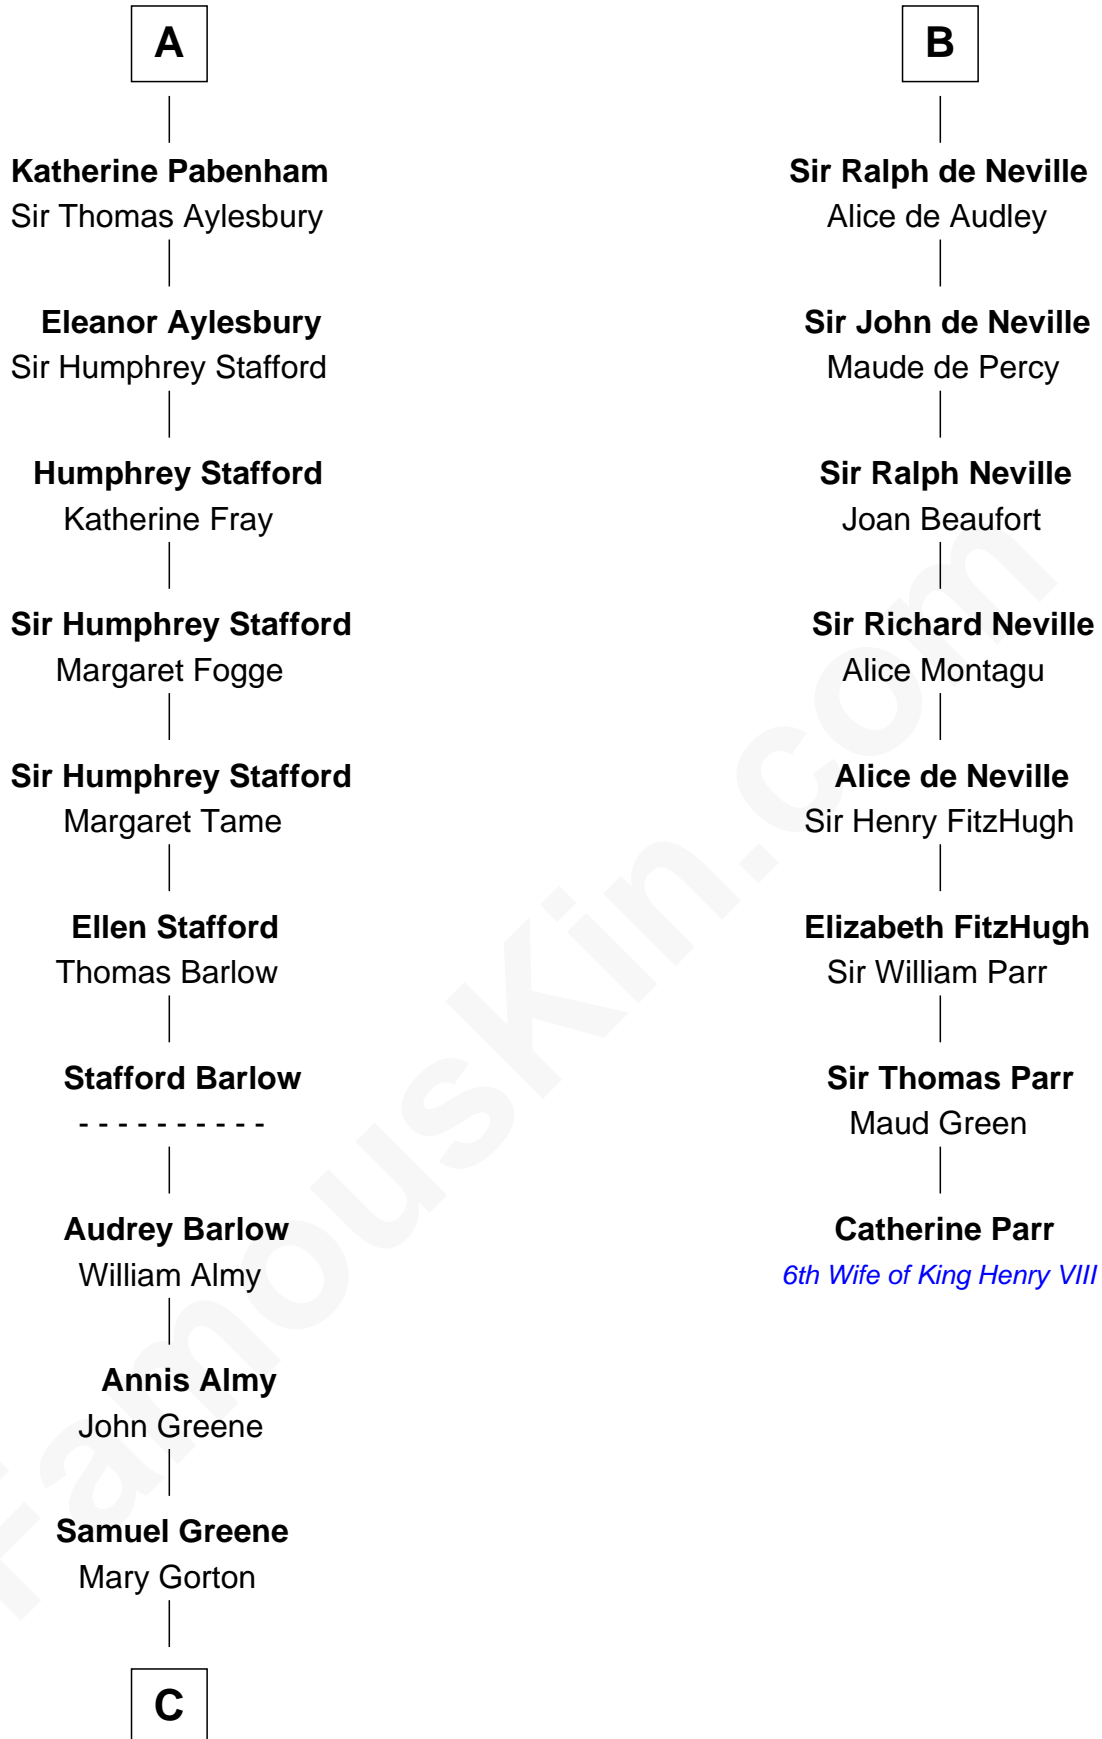 A
Katherine Pabenham
Sir Thomas Aylesbury
Eleanor Aylesbury
Sir Humphrey Stafford
Humphrey Stafford
Katherine Fray
Sir Humphrey Stafford
Margaret Fogge
Sir Humphrey Stafford
Margaret Tame
Ellen Stafford
Thomas Barlow
Stafford Barlow
- - - - - - - - - -
Audrey Barlow
William Almy
Annis Almy
John Greene
Samuel Greene
Mary Gorton
C
B
Sir Ralph de Neville
Alice de Audley
Sir John de Neville
Maude de Percy
Sir Ralph Neville
Joan Beaufort
Sir Richard Neville
Alice Montagu
Alice de Neville
Sir Henry FitzHugh
Elizabeth FitzHugh
Sir William Parr
Sir Thomas Parr
Maud Green
Catherine Parr
6th Wife of King Henry VIII
FamousKin.com